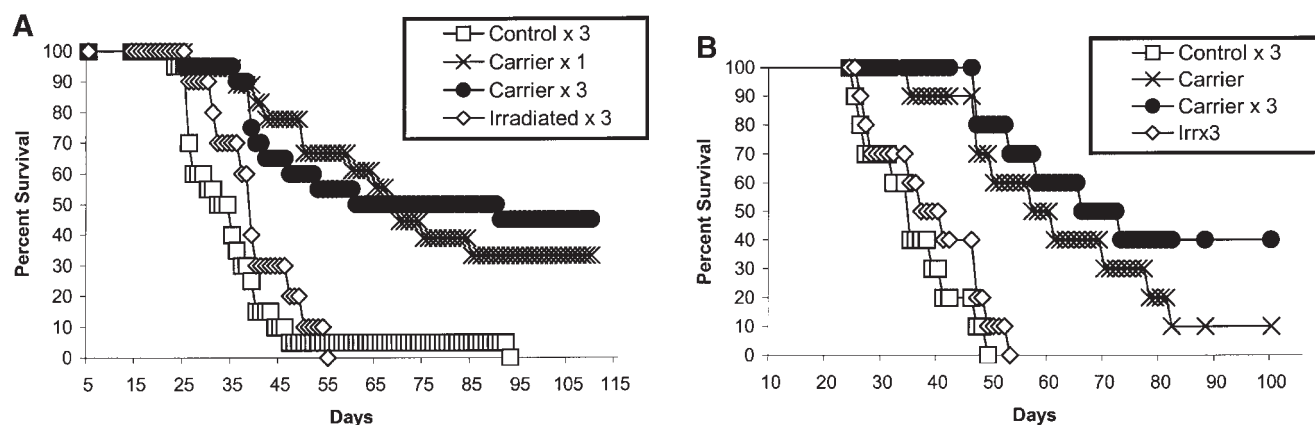 A
Control x 3
Carrier x 1
Carrier x 3
Irradiated x 3
Percent Survival
100
90
80
70
60
50
40
30
20
10
0
5 15 25 35 45 55 65 75 85 95 105 115
Days
B
Control x 3
Carrier
Carrier x 3
Irrx3
Percent Survival
100
90
80
70
60
50
40
30
20
10
0
10 20 30 40 50 60 70 80 90 100
Days